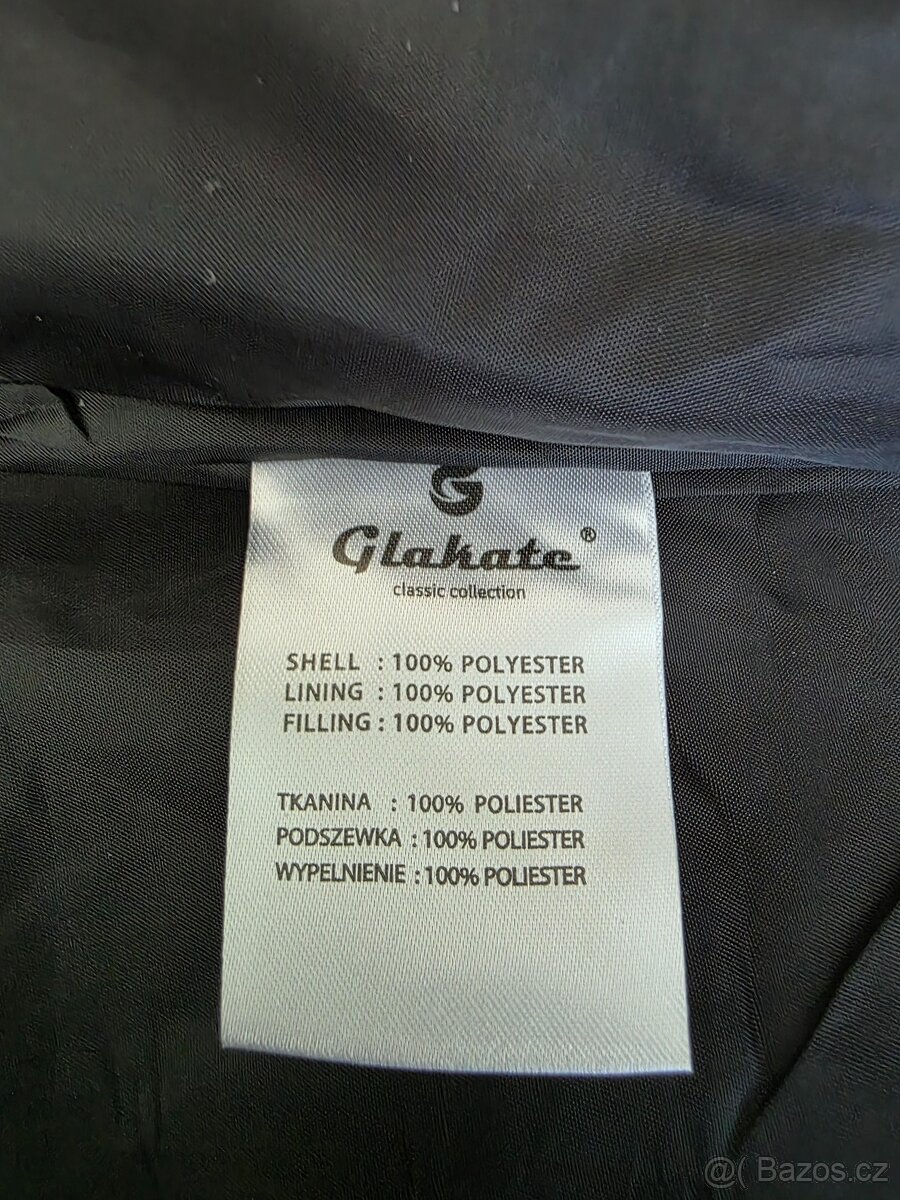 G
Glakate®
classic collection
SHELL : 100% POLYESTER
LINING : 100% POLYESTER
FILLING : 100% POLYESTER
TKANINA : 100% POLIESTER
PODSZEWKA : 100% POLIESTER
WYPELNIENIE : 100% POLIESTER
@( Bazos.cz